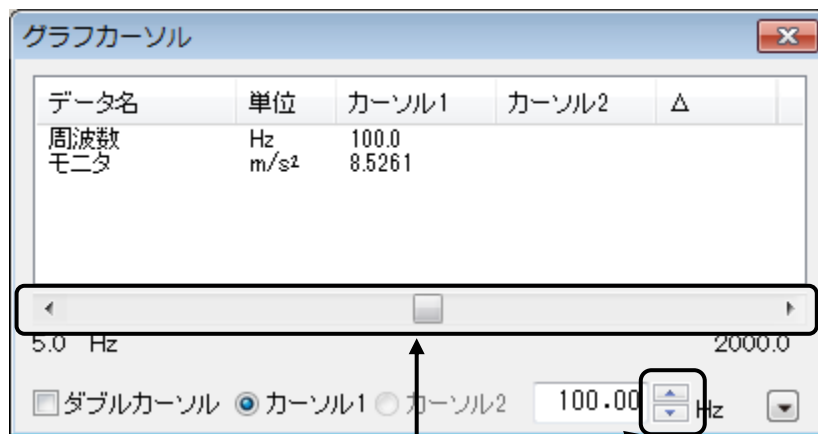 グラフカーソル
データ名 単位 カーソル1 カーソル2 Δ
周波数 Hz 100.0
モニタ m/s² 8.5261
5.0 Hz 2000.0
ダブルカーソル カーソル1 カーソル2 100.00 Hz